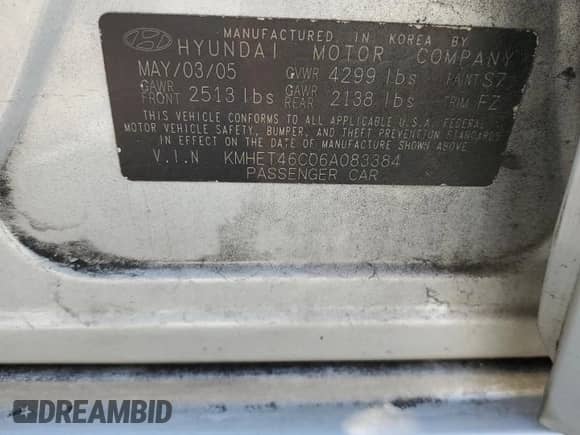 MANUFACTURED IN KOREA BY
HYUNDAI MOTOR COMPANY
MAY/03/05 GVWR 4299 lbs PAINT S7
GAWR FRONT 2513 lbs GAWR REAR 2138 lbs TRIM FZ
THIS VEHICLE CONFORMS TO ALL APPLICABLE U.S.A. FEDERAL
MOTOR VEHICLE SAFETY, BUMPER, AND THEFT PREVENTION STANDARD
IN EFFECT ON THE DATE OF MANUFACTURE SHOWN ABOVE
V.I.N KMHET46C06A083384
PASSENGER CAR
DREAMBID